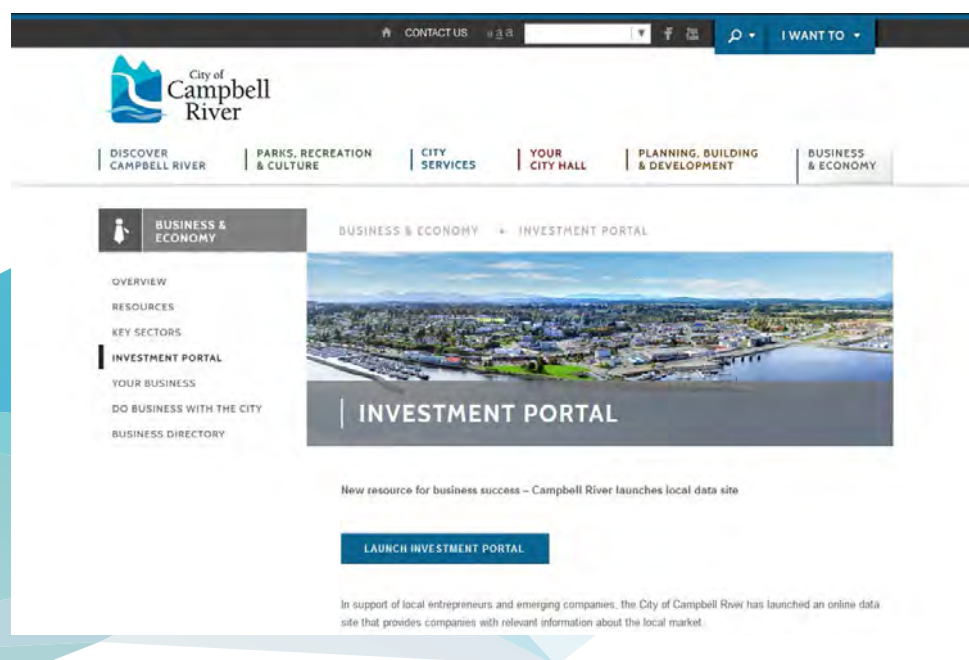 CONTACT US a a a
I WANT TO
City of
Campbell
River
DISCOVER
CAMPBELL RIVER
PARKS, RECREATION
& CULTURE
CITY
SERVICES
YOUR
CITY HALL
PLANNING, BUILDING
& DEVELOPMENT
BUSINESS
& ECONOMY
BUSINESS &
ECONOMY
BUSINESS & ECONOMY INVESTMENT PORTAL
OVERVIEW
RESOURCES
KEY SECTORS
INVESTMENT PORTAL
YOUR BUSINESS
DO BUSINESS WITH THE CITY
BUSINESS DIRECTORY
INVESTMENT PORTAL
New resource for business success – Campbell River launches local data site
LAUNCH INVESTMENT PORTAL
In support of local entrepreneurs and emerging companies, the City of Campbell River has launched an online data
site that provides companies with relevant information about the local market.